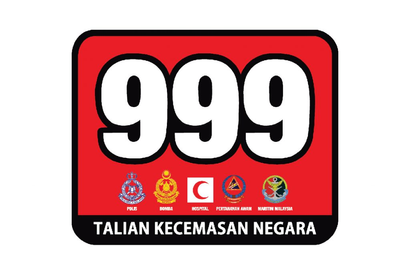 999
POLIS BOMBA HOSPITAL PERTAHANAN AWAM MARITIM MALAYSIA
TALIAN KECEMASAN NEGARA